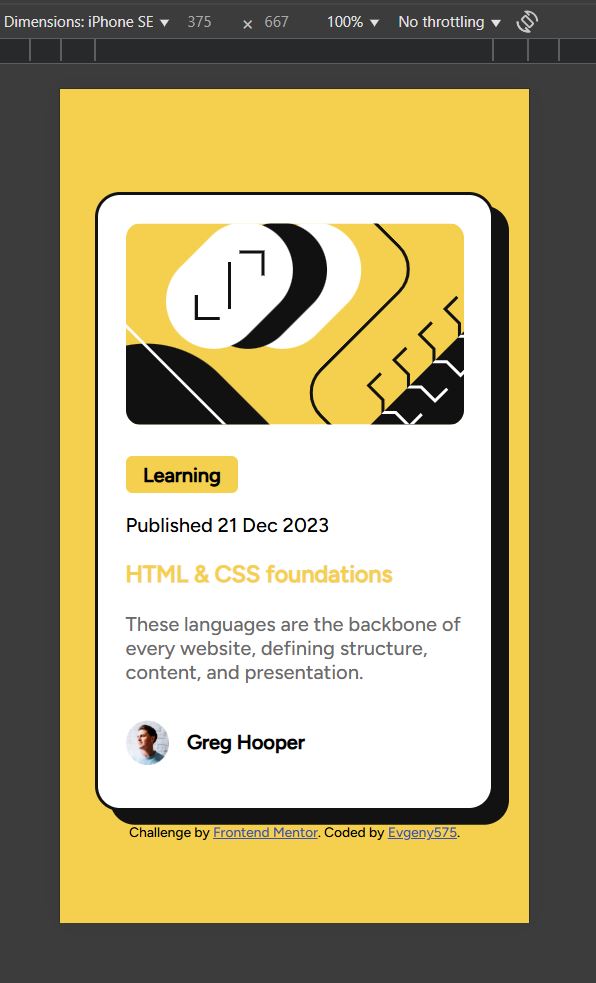 Dimensions: iPhone SE 375 × 667 100% No throttling
Learning
Published 21 Dec 2023
HTML & CSS foundations
These languages are the backbone of
every website, defining structure,
content, and presentation.
Greg Hooper
Challenge by Frontend Mentor. Coded by Evgeny575.